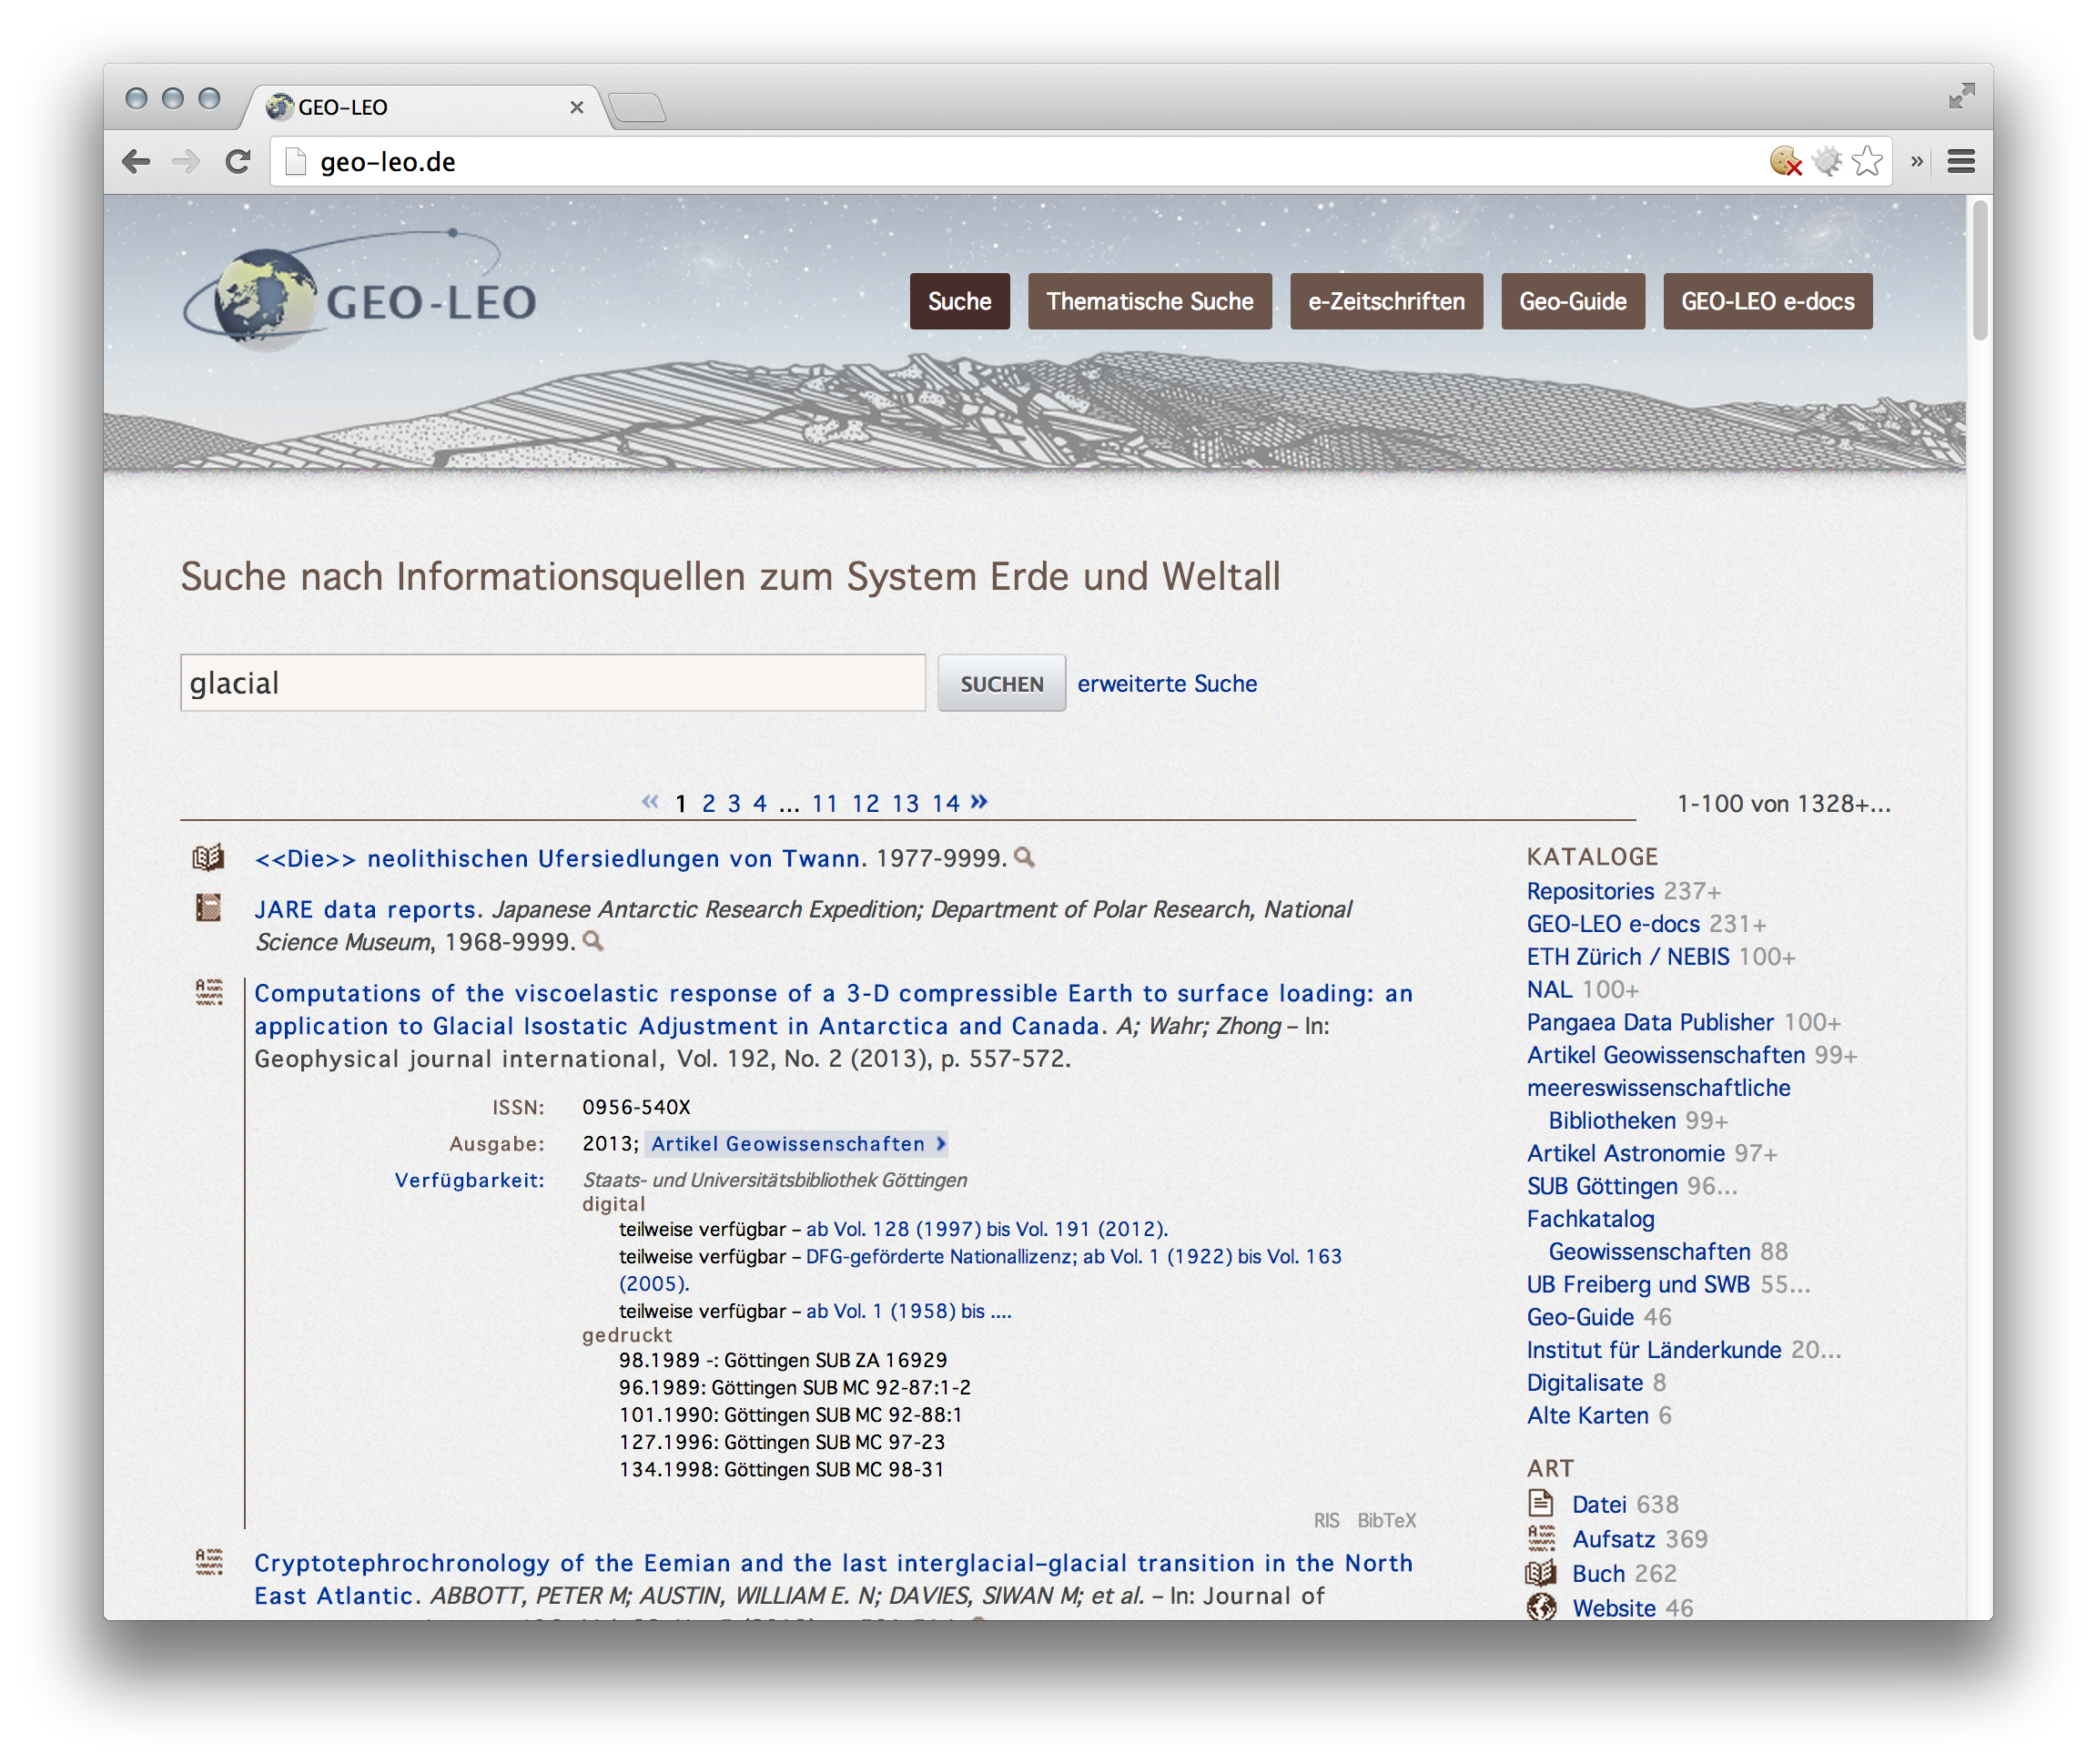 GEO-LEO
geo-leo.de
GEO-LEO
Suche
Thematische Suche
e-Zeitschriften
Geo-Guide
GEO-LEO e-docs
Suche nach Informationsquellen zum System Erde und Weltall
glacial
SUCHEN
erweiterte Suche
« 1 2 3 4 ... 11 12 13 14 »
1-100 von 1328+...
<<Die>> neolithischen Ufersiedlungen von Twann. 1977-9999.
JARE data reports. Japanese Antarctic Research Expedition; Department of Polar Research, National
Science Museum, 1968-9999.
Computations of the viscoelastic response of a 3-D compressible Earth to surface loading: an
application to Glacial Isostatic Adjustment in Antarctica and Canada. A; Wahr; Zhong – In:
Geophysical journal international, Vol. 192, No. 2 (2013), p. 557-572.
ISSN: 0956-540X
Ausgabe: 2013; Artikel Geowissenschaften ›
Verfügbarkeit: Staats- und Universitätsbibliothek Göttingen
digital
teilweise verfügbar – ab Vol. 128 (1997) bis Vol. 191 (2012).
teilweise verfügbar – DFG-geförderte Nationallizenz; ab Vol. 1 (1922) bis Vol. 163
(2005).
teilweise verfügbar – ab Vol. 1 (1958) bis ....
gedruckt
98.1989 -: Göttingen SUB ZA 16929
96.1989: Göttingen SUB MC 92-87:1-2
101.1990: Göttingen SUB MC 92-88:1
127.1996: Göttingen SUB MC 97-23
134.1998: Göttingen SUB MC 98-31
RIS BibTeX
Cryptotephrochronology of the Eemian and the last interglacial–glacial transition in the North
East Atlantic. ABBOTT, PETER M; AUSTIN, WILLIAM E. N; DAVIES, SIWAN M; et al. – In: Journal of
KATALOGE
Repositories 237+
GEO-LEO e-docs 231+
ETH Zürich / NEBIS 100+
NAL 100+
Pangaea Data Publisher 100+
Artikel Geowissenschaften 99+
meereswissenschaftliche
Bibliotheken 99+
Artikel Astronomie 97+
SUB Göttingen 96...
Fachkatalog
Geowissenschaften 88
UB Freiberg und SWB 55...
Geo-Guide 46
Institut für Länderkunde 20...
Digitalisate 8
Alte Karten 6
ART
Datei 638
Aufsatz 369
Buch 262
Website 46